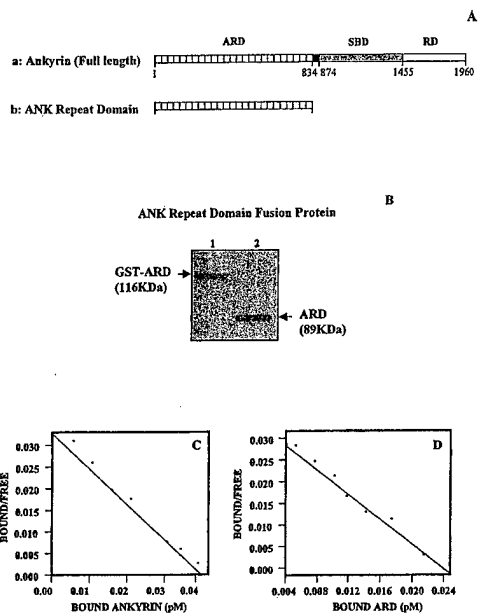 A
ARD SBD RD
a: Ankyrin (Full length)
1 834 874 1455 1960
b: ANK Repeat Domain
B
ANK Repeat Domain Fusion Protein
1 2
GST-ARD
(116KDa)
ARD
(89KDa)
C
BOUND/FREE
0.030
0.025
0.020
0.015
0.010
0.005
0.000
0.00 0.01 0.02 0.03 0.04
BOUND ANKYRIN (pM)
D
BOUND/FREE
0.030
0.025
0.020
0.015
0.010
0.005
0.000
0.004 0.008 0.012 0.016 0.020 0.024
BOUND ARD (pM)